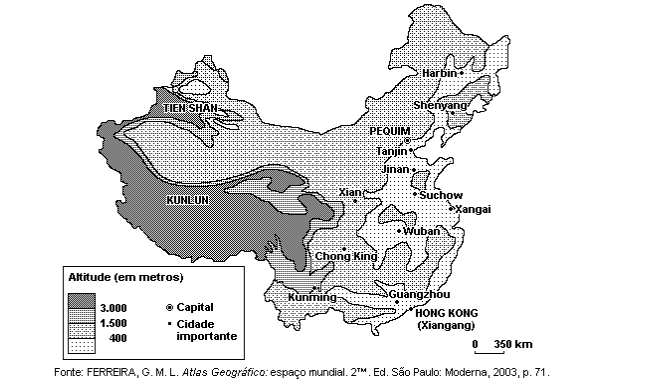 Harbin
Shenyang
TIEN SHAN
PEQUIM
Tanjin
Jinan
KUNLUN
Xian
Suchow
Xangai
Wuban
Chong King
Kunming
Guangzhou
HONG KONG
(Xiangang)
Altitude (em metros)
3.000
1.500
400
Capital
Cidade
importante
0 350 km
Fonte: FERREIRA, G. M. L. Atlas Geográfico: espaço mundial. 2™. Ed. São Paulo: Moderna, 2003, p. 71.